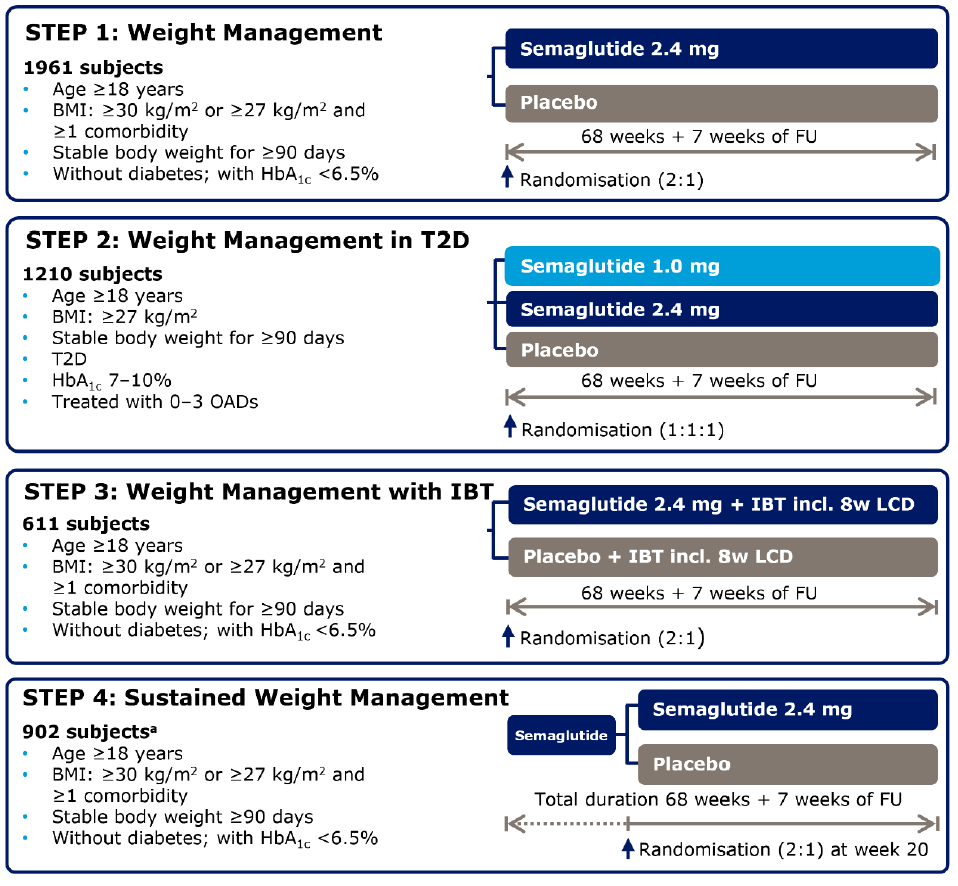 STEP 1: Weight Management
1961 subjects
• Age ≥18 years
• BMI: ≥30 kg/m² or ≥27 kg/m² and
≥1 comorbidity
• Stable body weight for ≥90 days
• Without diabetes; with HbA₁c <6.5%
Semaglutide 2.4 mg
Placebo
68 weeks + 7 weeks of FU
Randomisation (2:1)
STEP 2: Weight Management in T2D
1210 subjects
• Age ≥18 years
• BMI: ≥27 kg/m²
• Stable body weight for ≥90 days
• T2D
• HbA₁c 7–10%
• Treated with 0–3 OADs
Semaglutide 1.0 mg
Semaglutide 2.4 mg
Placebo
68 weeks + 7 weeks of FU
Randomisation (1:1:1)
STEP 3: Weight Management with IBT
611 subjects
• Age ≥18 years
• BMI: ≥30 kg/m² or ≥27 kg/m² and
≥1 comorbidity
• Stable body weight for ≥90 days
• Without diabetes; with HbA₁c <6.5%
Semaglutide 2.4 mg + IBT incl. 8w LCD
Placebo + IBT incl. 8w LCD
68 weeks + 7 weeks of FU
Randomisation (2:1)
STEP 4: Sustained Weight Management
902 subjectsᵃ
• Age ≥18 years
• BMI: ≥30 kg/m² or ≥27 kg/m² and
≥1 comorbidity
• Stable body weight ≥90 days
• Without diabetes; with HbA₁c <6.5%
Semaglutide
Semaglutide 2.4 mg
Placebo
Total duration 68 weeks + 7 weeks of FU
Randomisation (2:1) at week 20